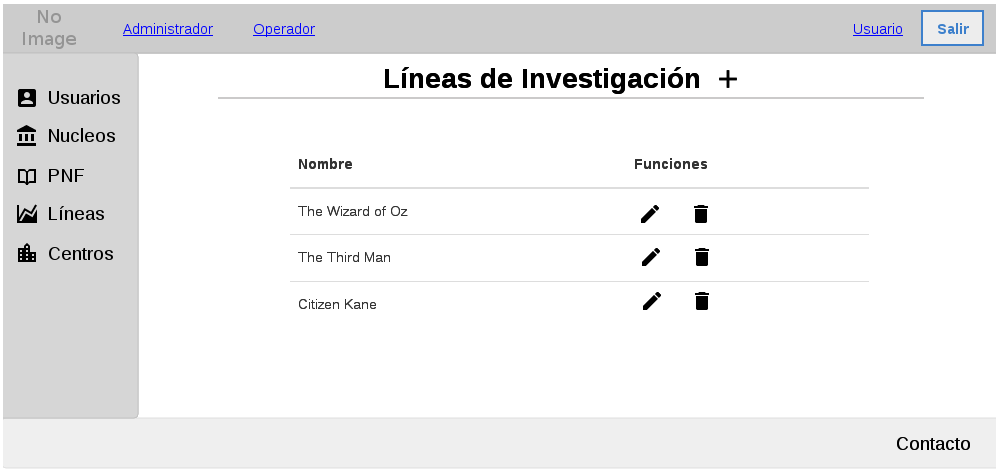 No
Image
Administrador
Operador
Usuario
Salir
Usuarios
Nucleos
PNF
Líneas
Centros
Líneas de Investigación +
Nombre Funciones
The Wizard of Oz
The Third Man
Citizen Kane
Contacto